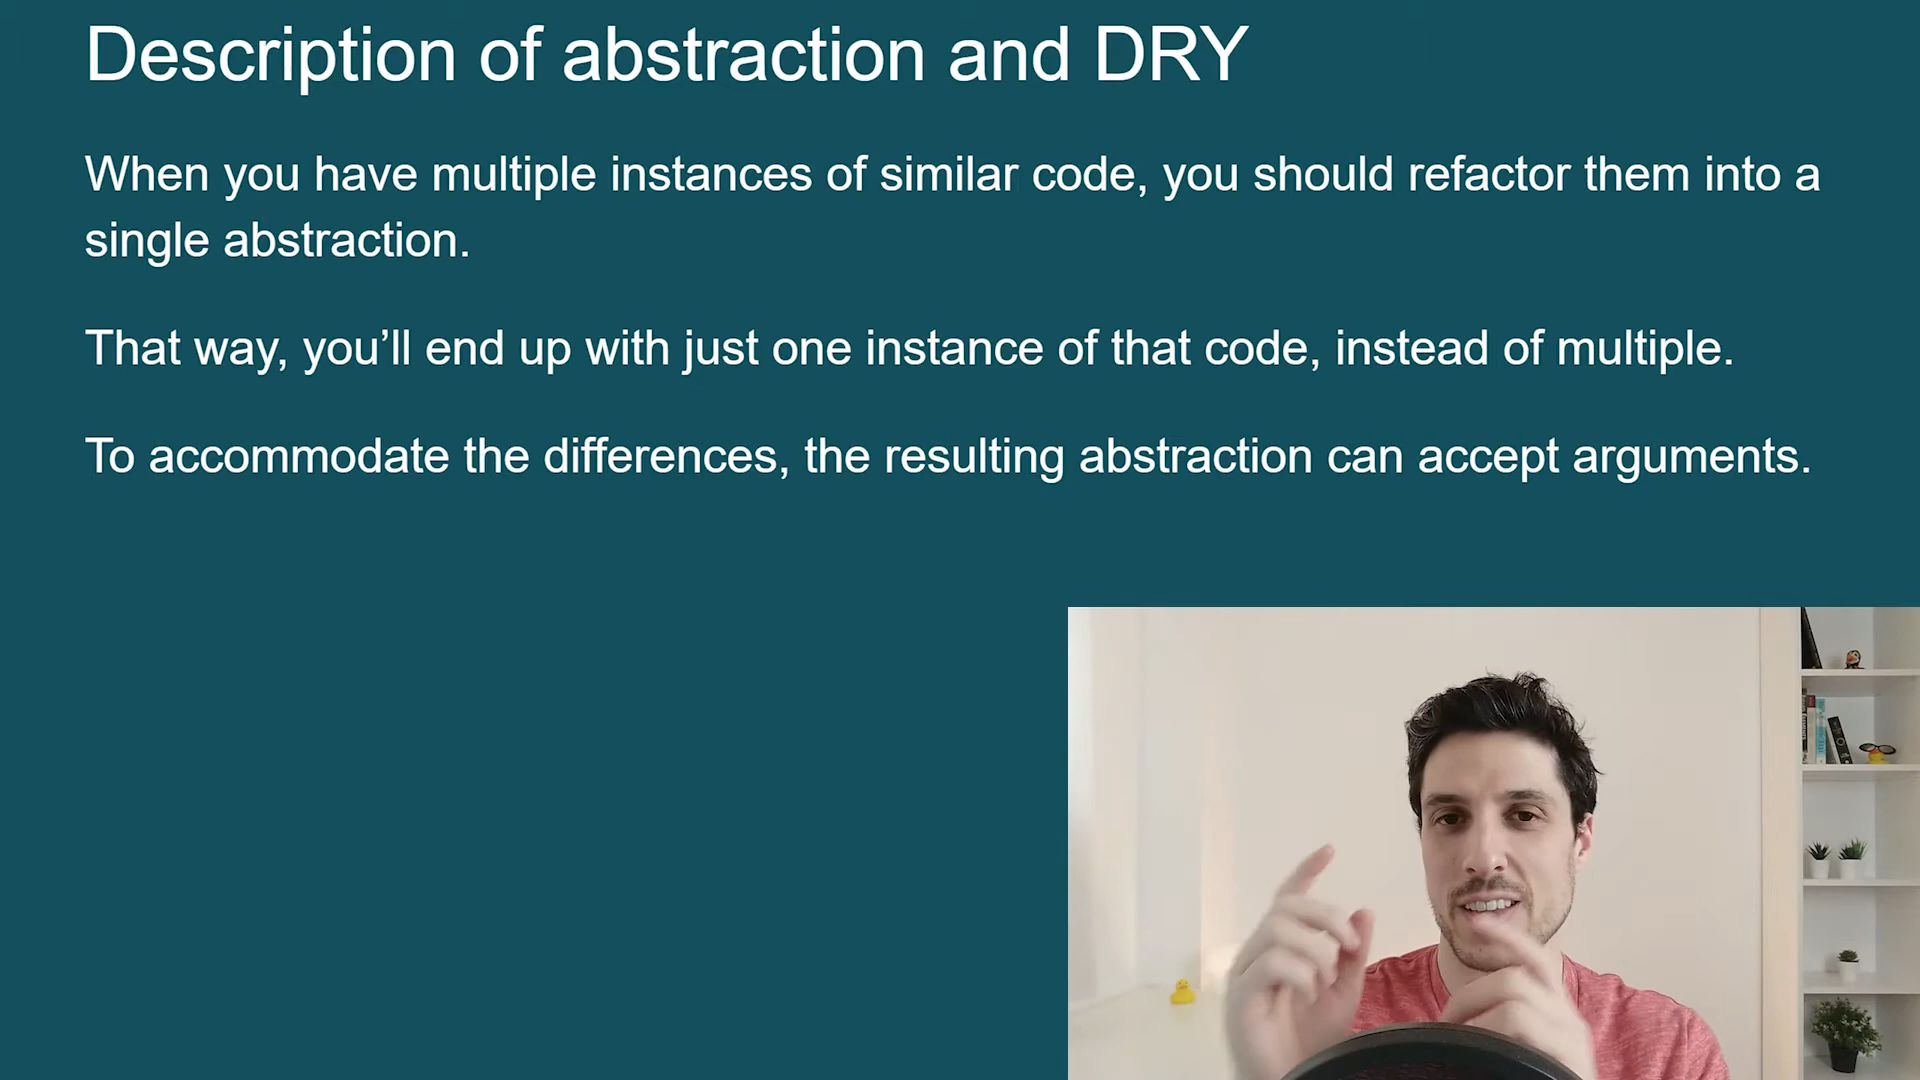 Description of abstraction and DRY
When you have multiple instances of similar code, you should refactor them into a
single abstraction.
That way, you’ll end up with just one instance of that code, instead of multiple.
To accommodate the differences, the resulting abstraction can accept arguments.